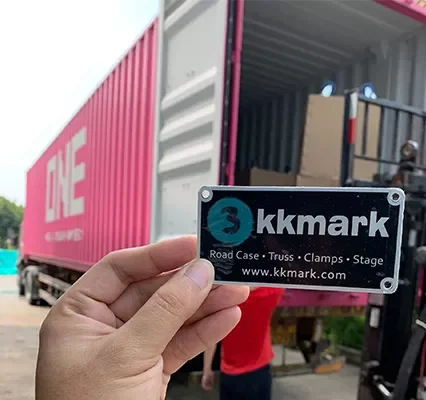 ONE
kkmark
Road Case • Truss • Clamps • Stage
www.kkmark.com